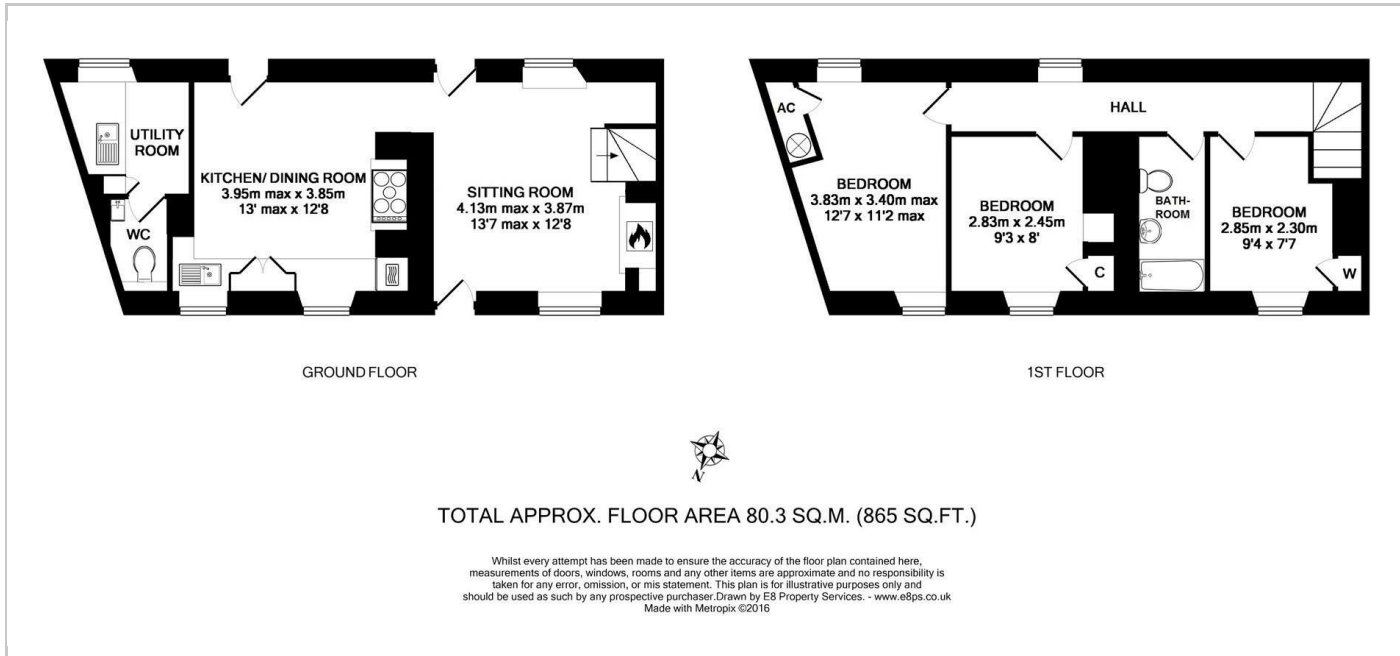 UTILITY
ROOM
KITCHEN/ DINING ROOM
3.95m max x 3.85m
13' max x 12'8
WC
SITTING ROOM
4.13m max x 3.87m
13'7 max x 12'8
GROUND FLOOR
AC
HALL
BEDROOM
3.83m x 3.40m max
12'7 x 11'2 max
BEDROOM
2.83m x 2.45m
9'3 x 8'
C
BATH-
ROOM
BEDROOM
2.85m x 2.30m
9'4 x 7'7
W
1ST FLOOR
N
TOTAL APPROX. FLOOR AREA 80.3 SQ.M. (865 SQ.FT.)
Whilst every attempt has been made to ensure the accuracy of the floor plan contained here,
measurements of doors, windows, rooms and any other items are approximate and no responsibility is
taken for any error, omission, or mis statement. This plan is for illustrative purposes only and
should be used as such by any prospective purchaser.Drawn by E8 Property Services. - www.e8ps.co.uk
Made with Metropix ©2016